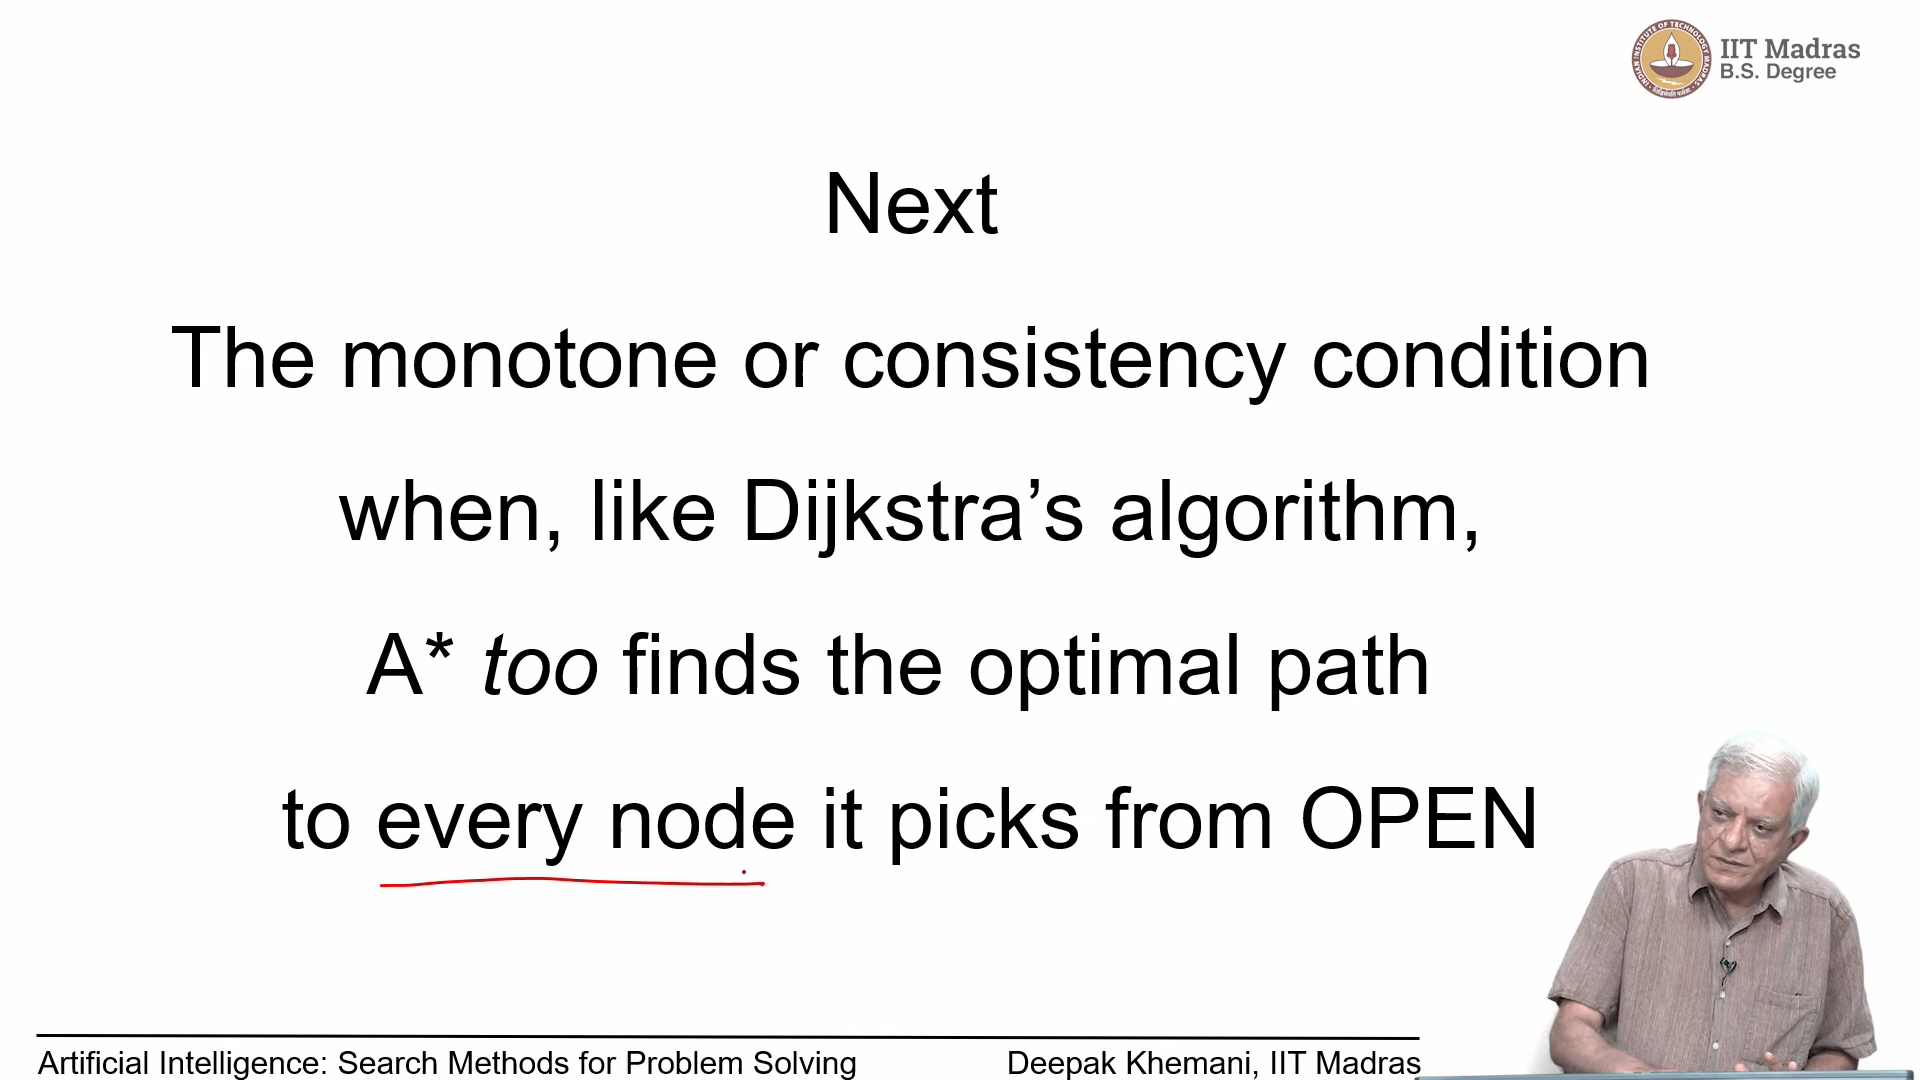 IIT Madras
B.S. Degree
Next
The monotone or consistency condition
when, like Dijkstra’s algorithm,
A* too finds the optimal path
to every node it picks from OPEN
Artificial Intelligence: Search Methods for Problem Solving
Deepak Khemani, IIT Madras